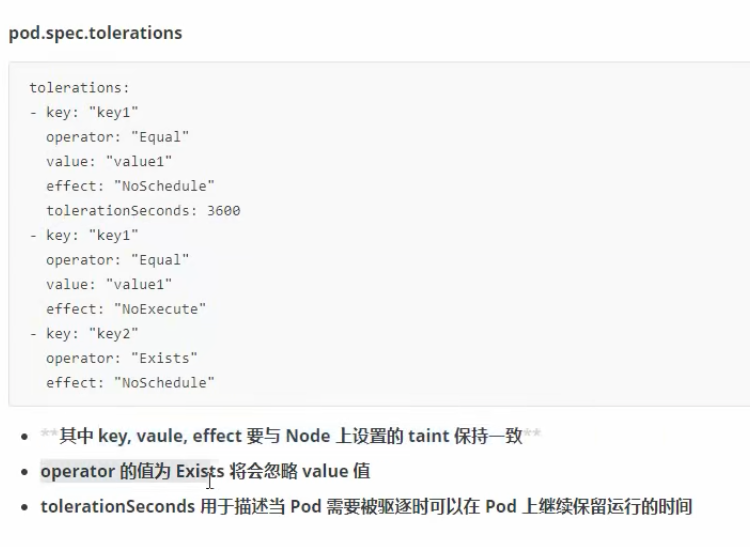 pod.spec.tolerations
tolerations:
- key: "key1"
  operator: "Equal"
  value: "value1"
  effect: "NoSchedule"
  tolerationSeconds: 3600
- key: "key1"
  operator: "Equal"
  value: "value1"
  effect: "NoExecute"
- key: "key2"
  operator: "Exists"
  effect: "NoSchedule"
• **其中 key, vaule, effect 要与 Node 上设置的 taint 保持一致**
• operator 的值为 Exists 将会忽略 value 值
• tolerationSeconds 用于描述当 Pod 需要被驱逐时可以在 Pod 上继续保留运行的时间